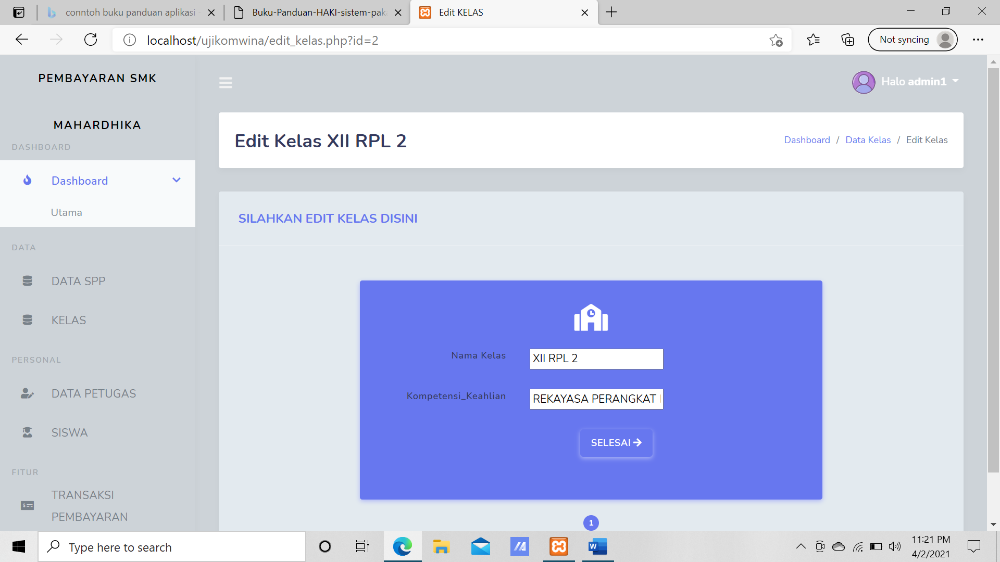 conntoh buku panduan aplikasi
Buku-Panduan-HAKI-sistem-pak
Edit KELAS
localhost/ujikomwina/edit_kelas.php?id=2
Not syncing
PEMBAYARAN SMK
MAHARDHIKA
Halo admin1
DASHBOARD
Dashboard
Utama
DATA
DATA SPP
KELAS
PERSONAL
DATA PETUGAS
SISWA
FITUR
TRANSAKSI
PEMBAYARAN
Edit Kelas XII RPL 2
Dashboard / Data Kelas / Edit Kelas
SILAHKAN EDIT KELAS DISINI
Nama Kelas
XII RPL 2
Kompetensi_Keahlian
REKAYASA PERANGKAT
SELESAI
1
Type here to search
11:21 PM
4/2/2021